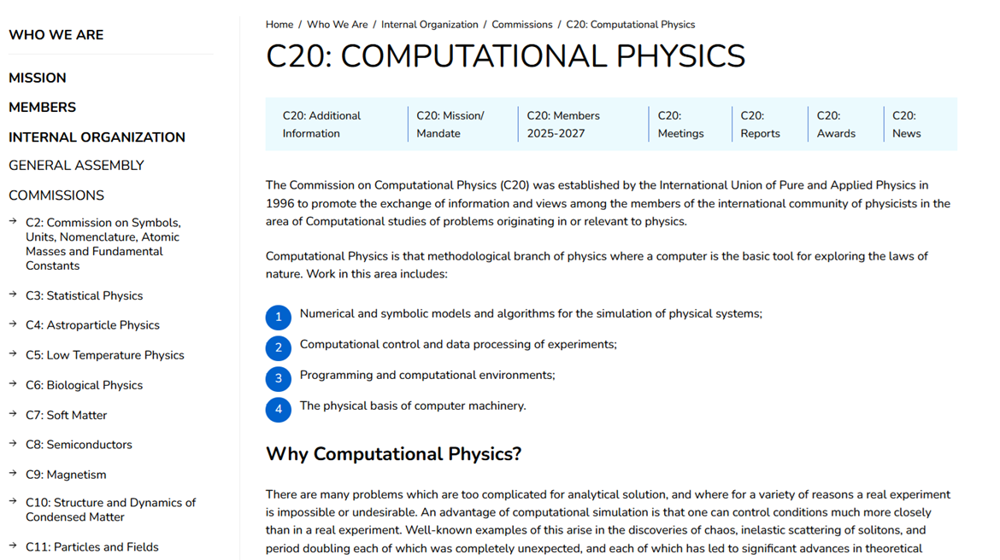 WHO WE ARE
MISSION
MEMBERS
INTERNAL ORGANIZATION
GENERAL ASSEMBLY
COMMISSIONS
→ C2: Commission on Symbols,
Units, Nomenclature, Atomic
Masses and Fundamental
Constants
→ C3: Statistical Physics
→ C4: Astroparticle Physics
→ C5: Low Temperature Physics
→ C6: Biological Physics
→ C7: Soft Matter
→ C8: Semiconductors
→ C9: Magnetism
→ C10: Structure and Dynamics of
Condensed Matter
→ C11: Particles and Fields
Home / Who We Are / Internal Organization / Commissions / C20: Computational Physics
C20: COMPUTATIONAL PHYSICS
C20: Additional
Information
C20: Mission/
Mandate
C20: Members
2025-2027
C20:
Meetings
C20:
Reports
C20:
Awards
C20:
News
The Commission on Computational Physics (C20) was established by the International Union of Pure and Applied Physics in
1996 to promote the exchange of information and views among the members of the international community of physicists in the
area of Computational studies of problems originating in or relevant to physics.
Computational Physics is that methodological branch of physics where a computer is the basic tool for exploring the laws of
nature. Work in this area includes:
1 Numerical and symbolic models and algorithms for the simulation of physical systems;
2 Computational control and data processing of experiments;
3 Programming and computational environments;
4 The physical basis of computer machinery.
Why Computational Physics?
There are many problems which are too complicated for analytical solution, and where for a variety of reasons a real experiment
is impossible or undesirable. An advantage of computational simulation is that one can control conditions much more closely
than in a real experiment. Well-known examples of this arise in the discoveries of chaos, inelastic scattering of solitons, and
period doubling each of which was completely unexpected, and each of which has led to significant advances in theoretical